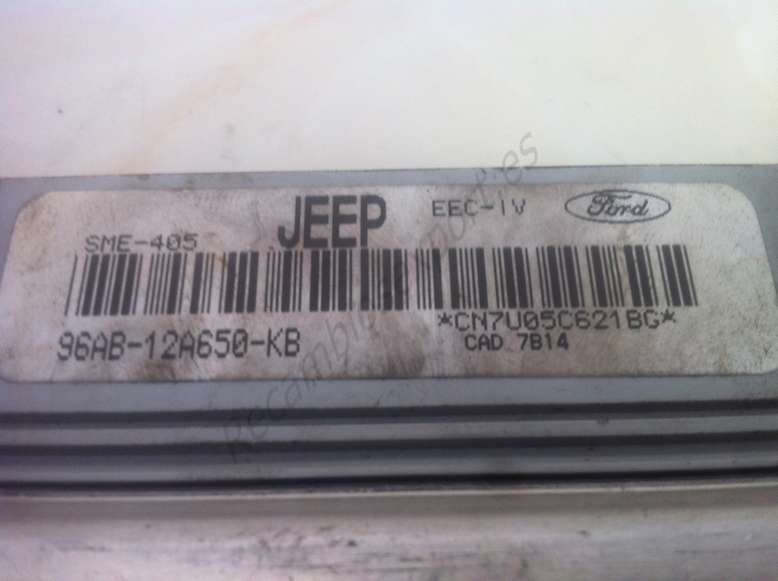 JEEP EEC-IV Ford
SME-405
*CN7U05C621BG*
96AB-12A650-KB
CAD 7B14